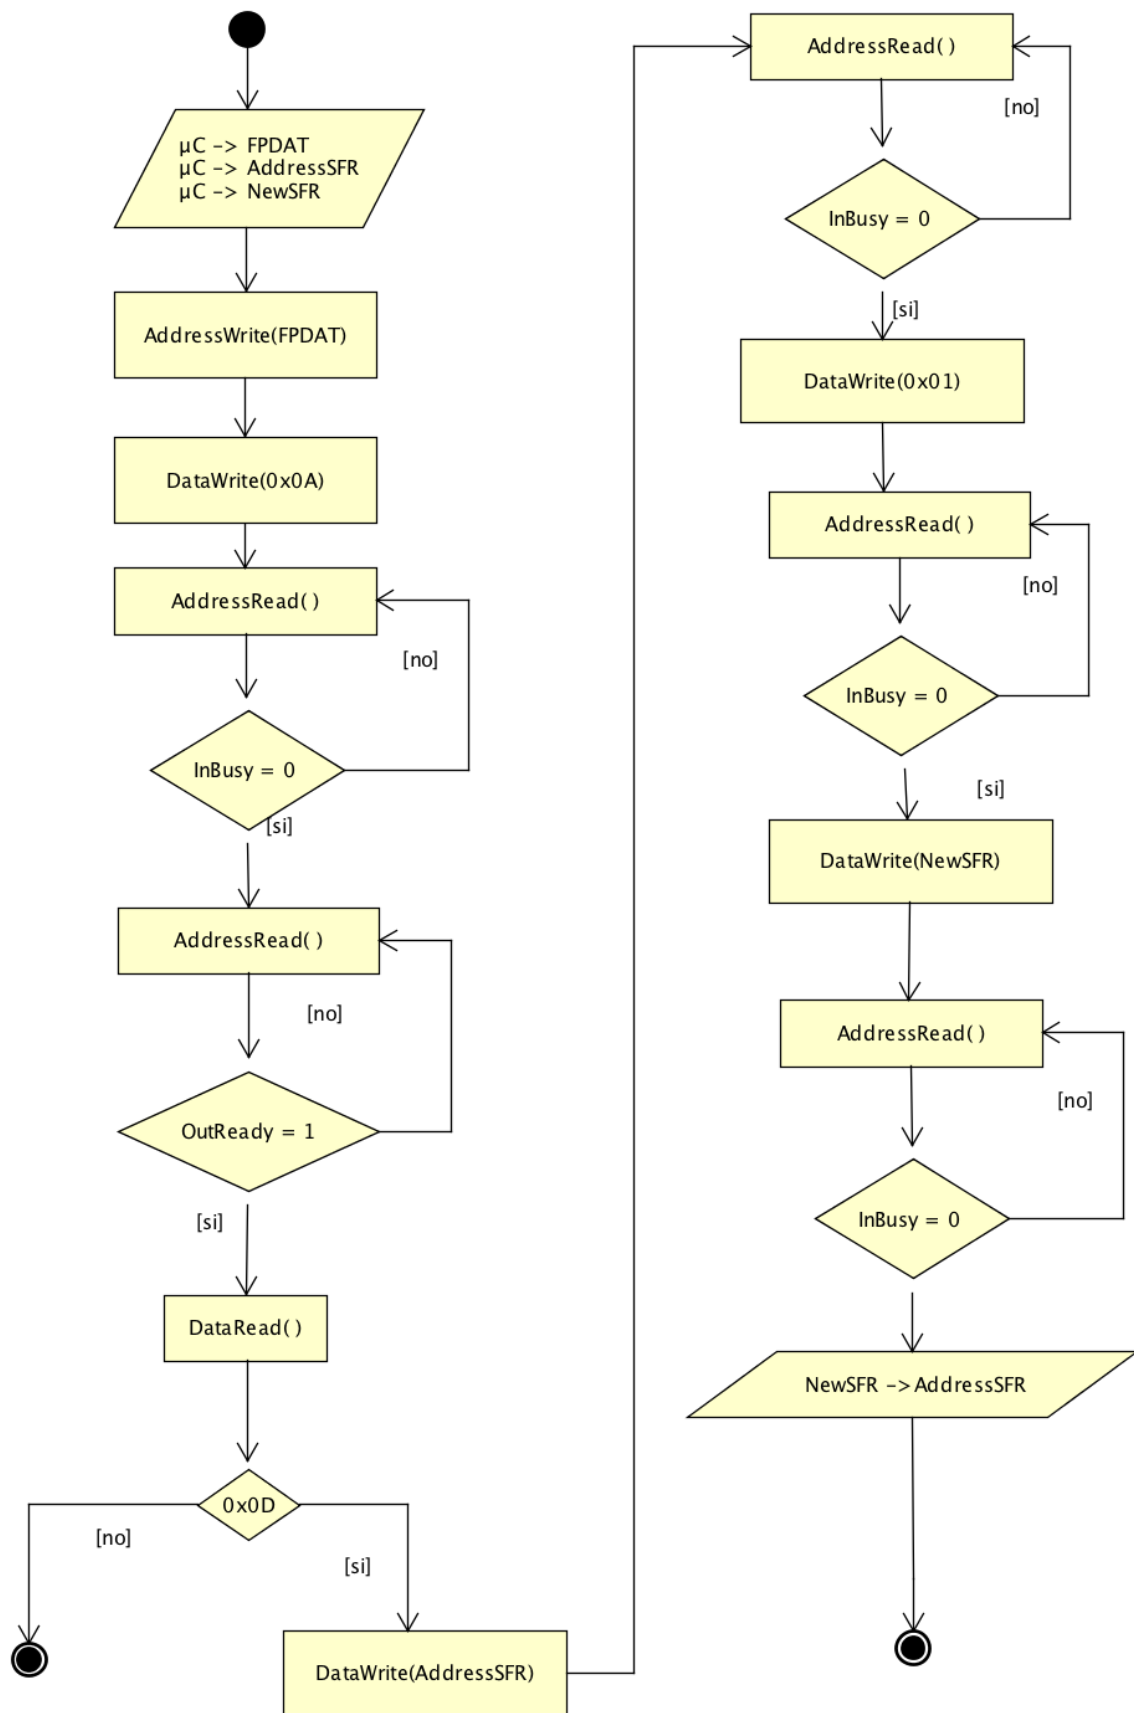 µC -> FPDAT
µC -> AddressSFR
µC -> NewSFR
AddressWrite(FPDAT)
DataWrite(0x0A)
AddressRead( )
[no]
InBusy = 0
[si]
AddressRead( )
[no]
OutReady = 1
[si]
DataRead( )
0x0D
[no]
[si]
DataWrite(AddressSFR)
AddressRead( )
[no]
InBusy = 0
[si]
DataWrite(0x01)
AddressRead( )
[no]
InBusy = 0
[si]
DataWrite(NewSFR)
AddressRead( )
[no]
InBusy = 0
NewSFR ->AddressSFR